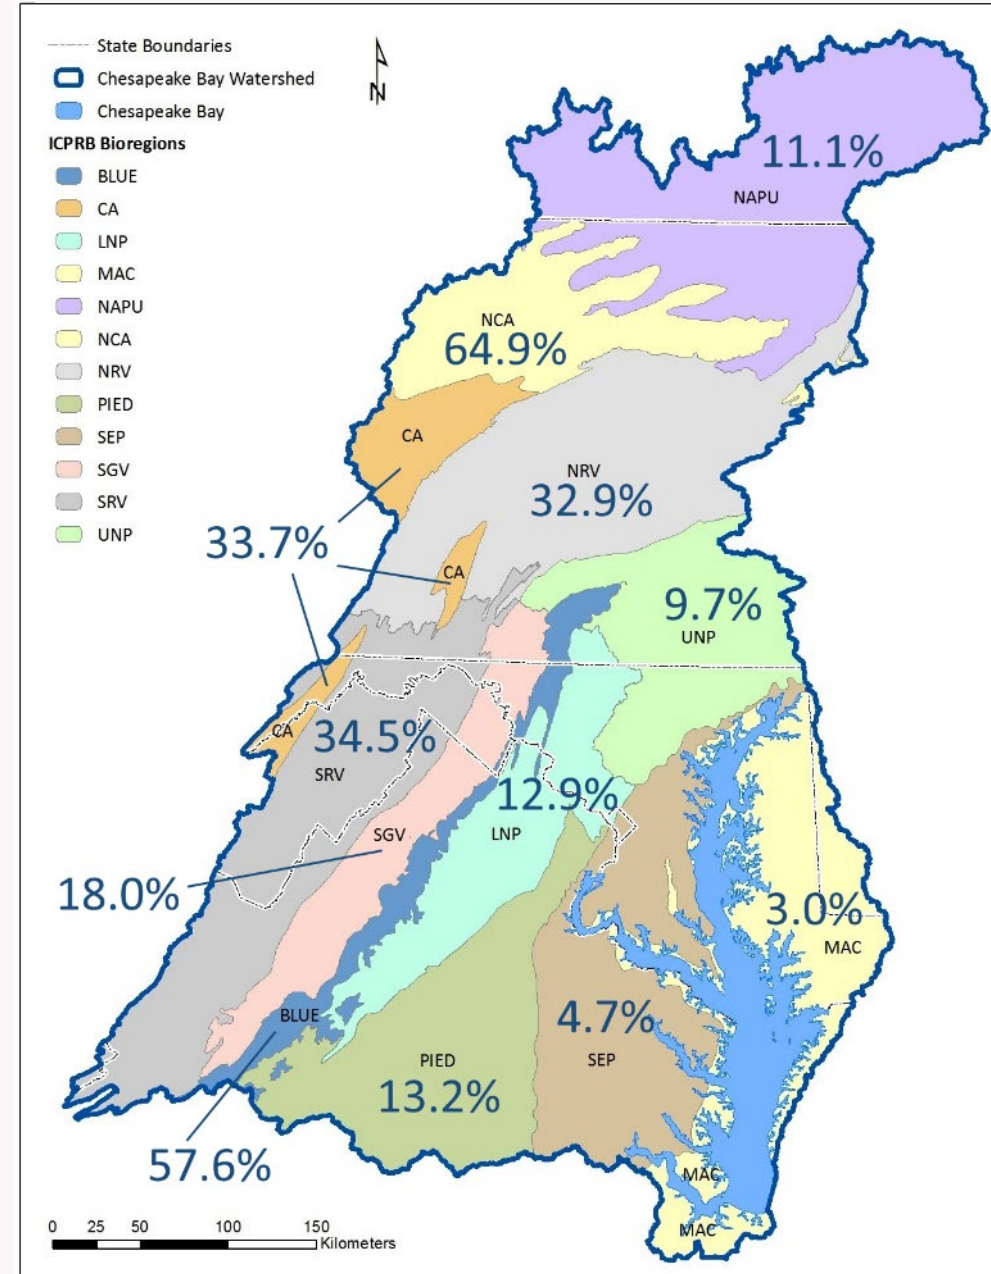 State Boundaries
Chesapeake Bay Watershed
Chesapeake Bay
ICPRB Bioregions
BLUE
CA
LNP
MAC
NAPU
NCA
NRV
PIED
SEP
SGV
SRV
UNP
N
11.1%
NAPU
NCA
64.9%
CA
NRV
32.9%
33.7%
CA
9.7%
UNP
CA
34.5%
SRV
12.9%
LNP
SGV
18.0%
3.0%
MAC
BLUE
4.7%
SEP
PIED
13.2%
57.6%
MAC
MAC
0 25 50 100 150
Kilometers